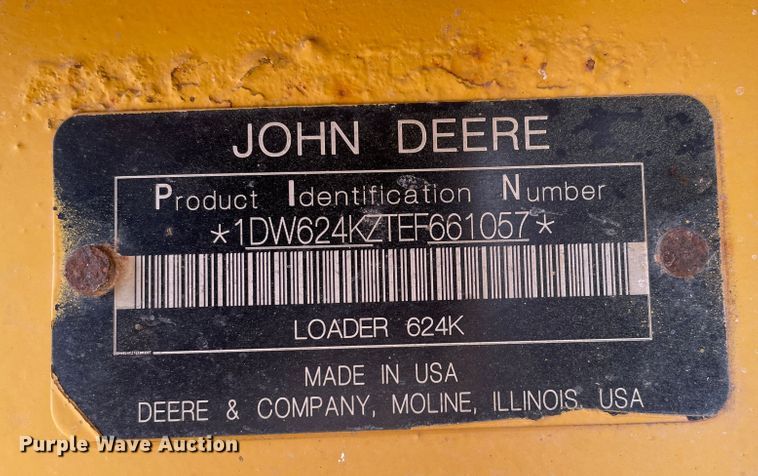 JOHN DEERE
Product Identification Number
*1DW624KZTEF661057*
LOADER 624K
MADE IN USA
DEERE & COMPANY, MOLINE, ILLINOIS USA
Purple Wave Auction